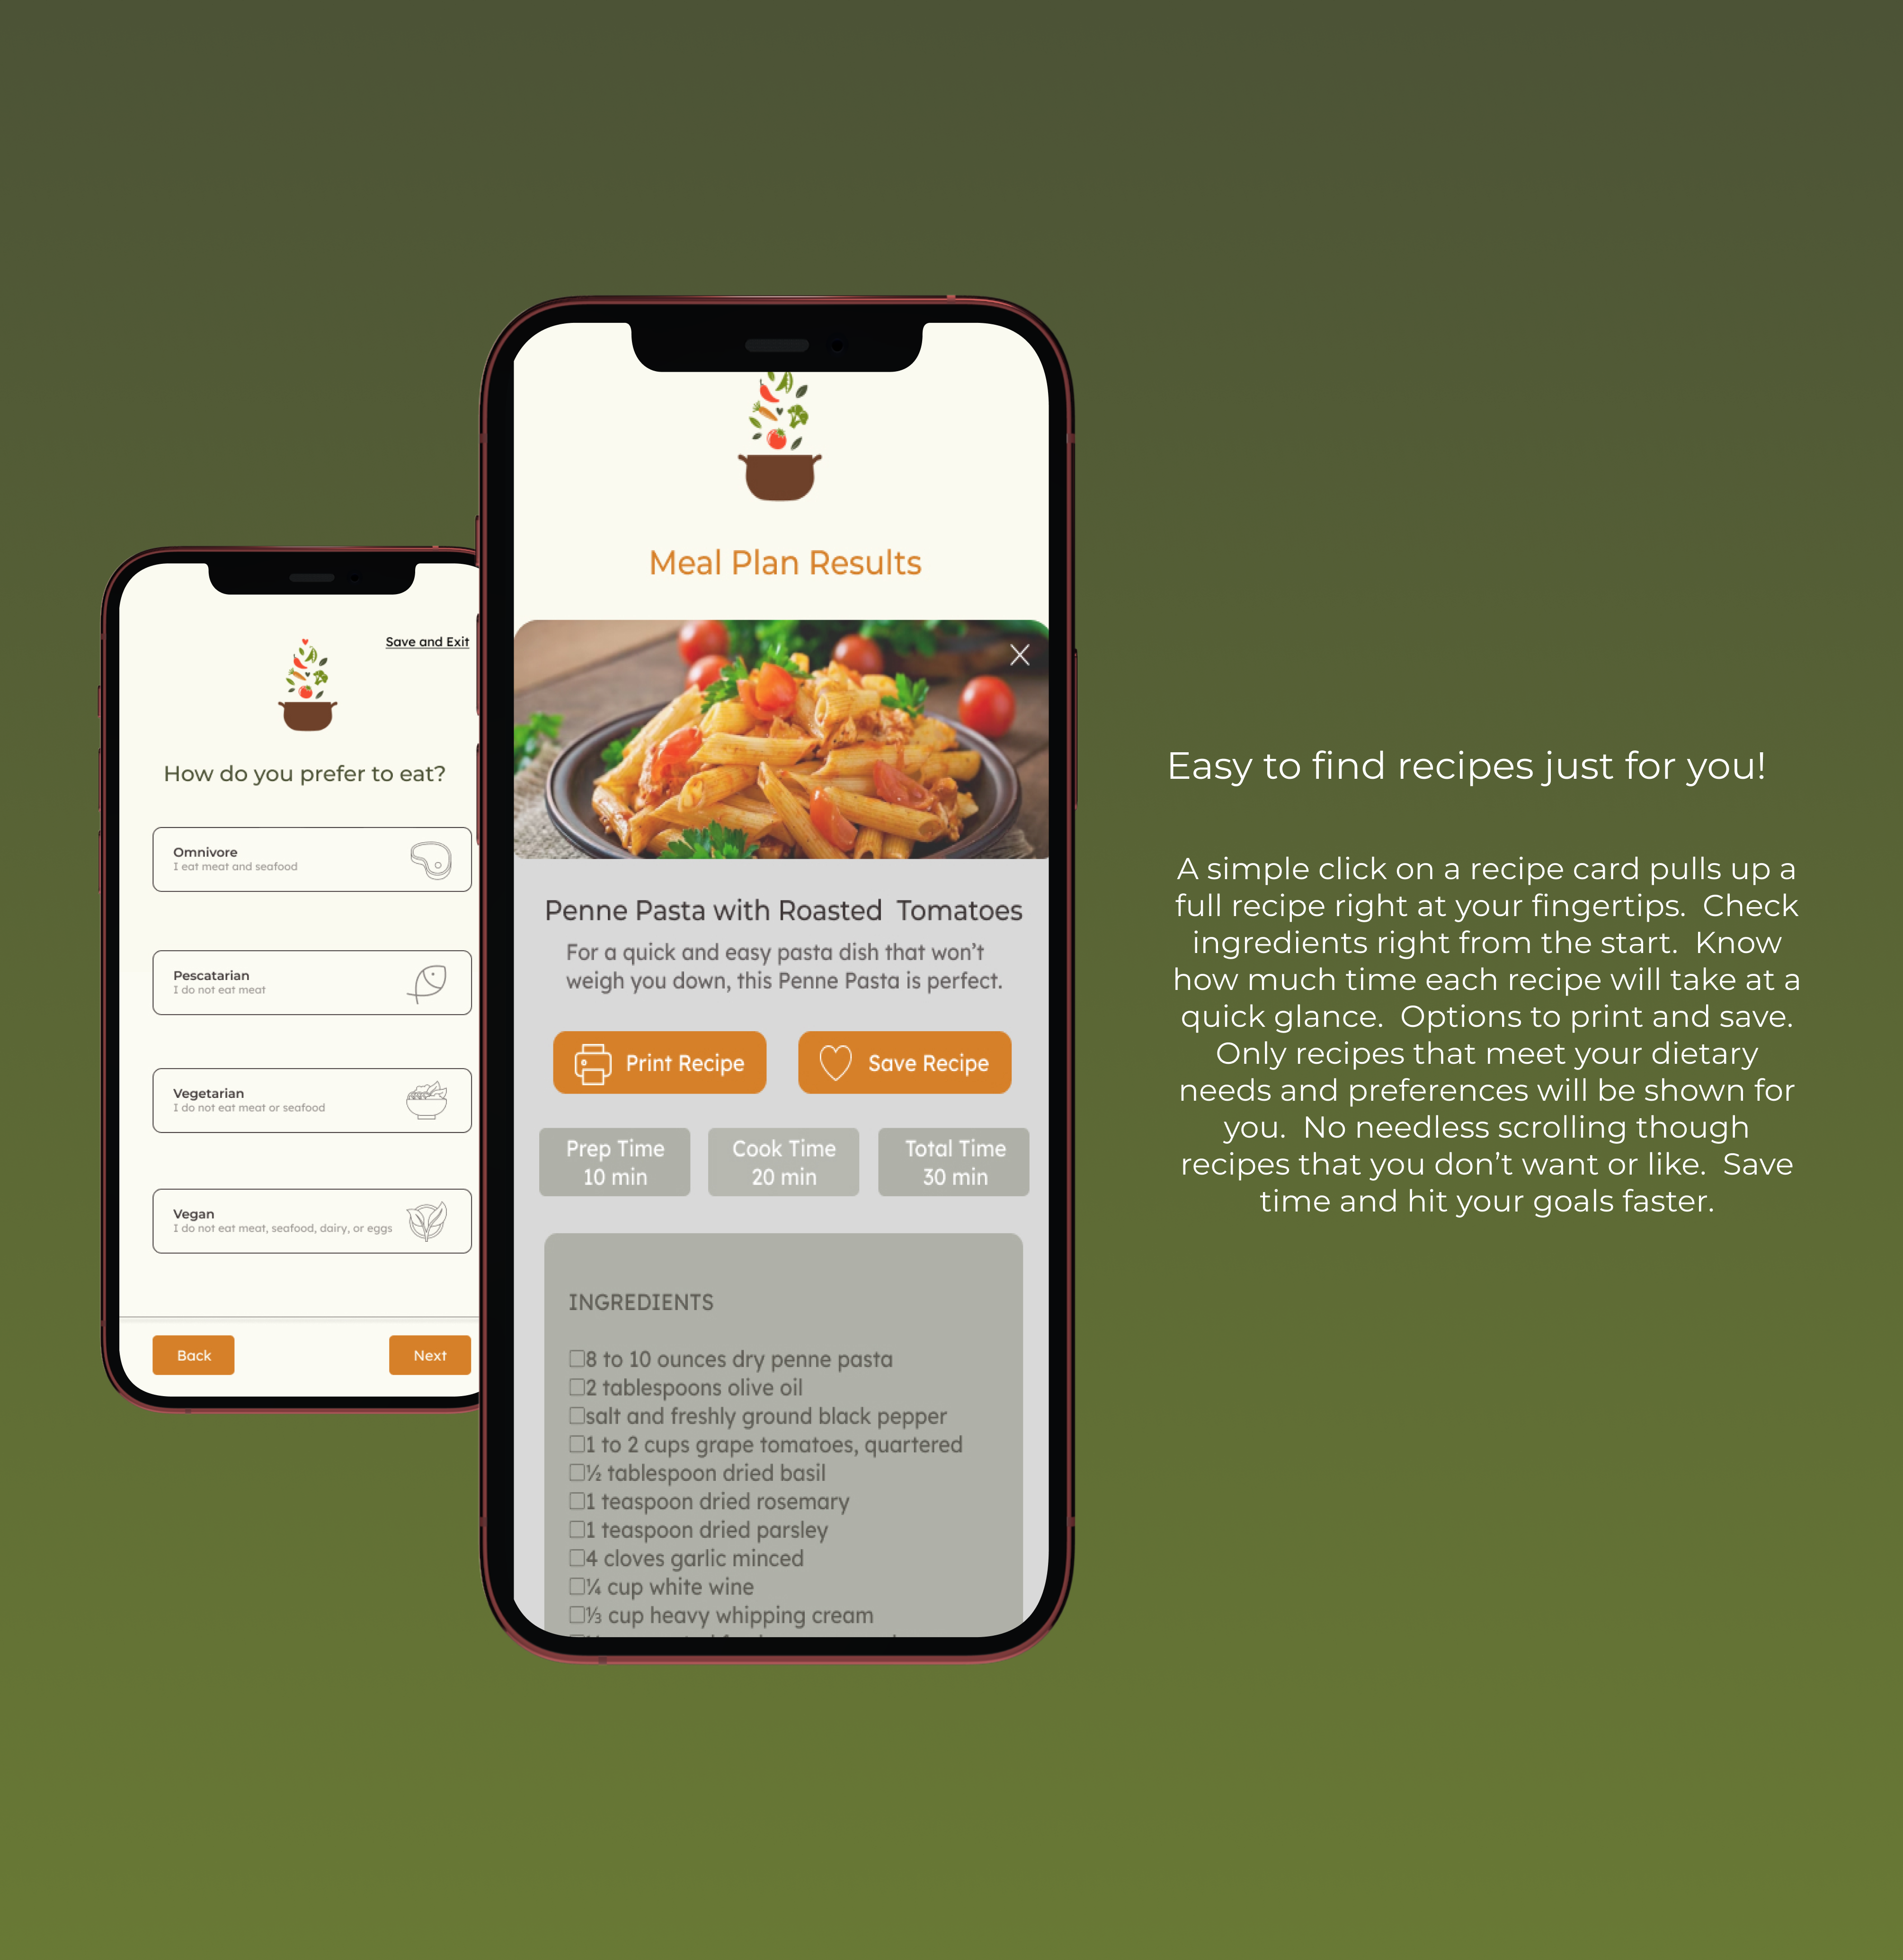 Save and Exit
How do you prefer to eat?
Omnivore
I eat meat and seafood
Pescatarian
I do not eat meat
Vegetarian
I do not eat meat or seafood
Vegan
I do not eat meat, seafood, dairy, or eggs
Back
Next
Meal Plan Results
Penne Pasta with Roasted  Tomatoes
For a quick and easy pasta dish that won’t
weigh you down, this Penne Pasta is perfect.
Print Recipe
Save Recipe
Prep Time
10 min
Cook Time
20 min
Total Time
30 min
INGREDIENTS
☐8 to 10 ounces dry penne pasta
☐2 tablespoons olive oil
☐salt and freshly ground black pepper
☐1 to 2 cups grape tomatoes, quartered
☐½ tablespoon dried basil
☐1 teaspoon dried rosemary
☐1 teaspoon dried parsley
☐4 cloves garlic minced
☐¼ cup white wine
☐⅓ cup heavy whipping cream
Easy to find recipes just for you!
A simple click on a recipe card pulls up a
full recipe right at your fingertips.  Check
ingredients right from the start.  Know
how much time each recipe will take at a
quick glance.  Options to print and save.
Only recipes that meet your dietary
needs and preferences will be shown for
you.  No needless scrolling though
recipes that you don’t want or like.  Save
time and hit your goals faster.